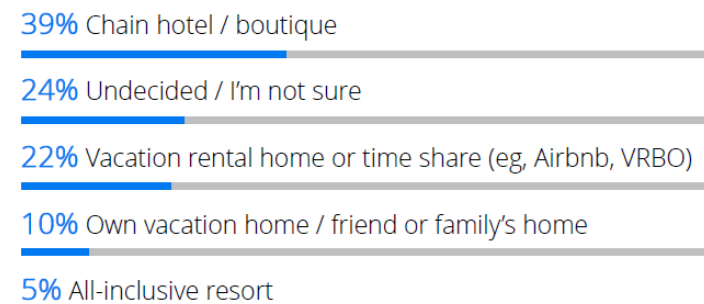 39% Chain hotel / boutique
24% Undecided / I'm not sure
22% Vacation rental home or time share (eg, Airbnb, VRBO)
10% Own vacation home / friend or family's home
5% All-inclusive resort